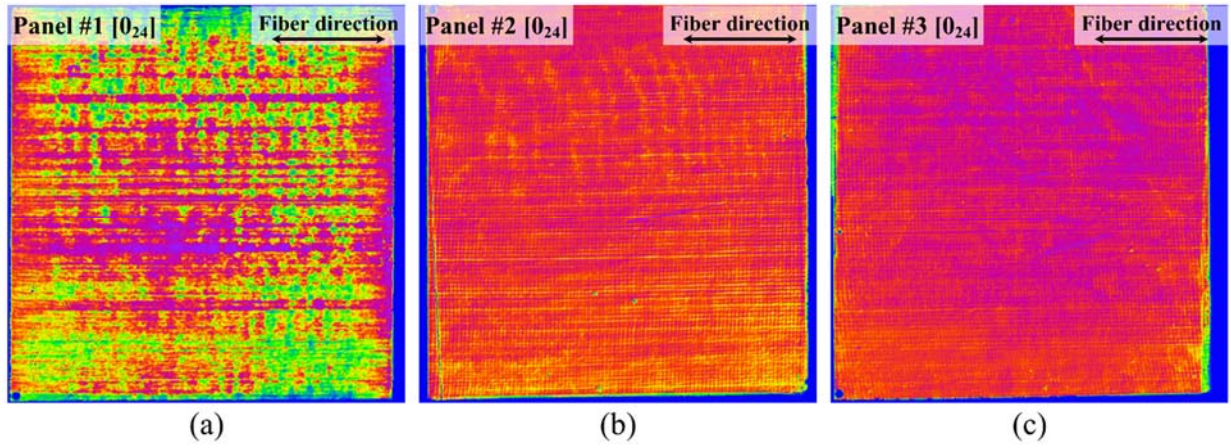 Panel #1 [0₂₄] Fiber direction
Panel #2 [0₂₄] Fiber direction
Panel #3 [0₂₄] Fiber direction
(a) (b) (c)